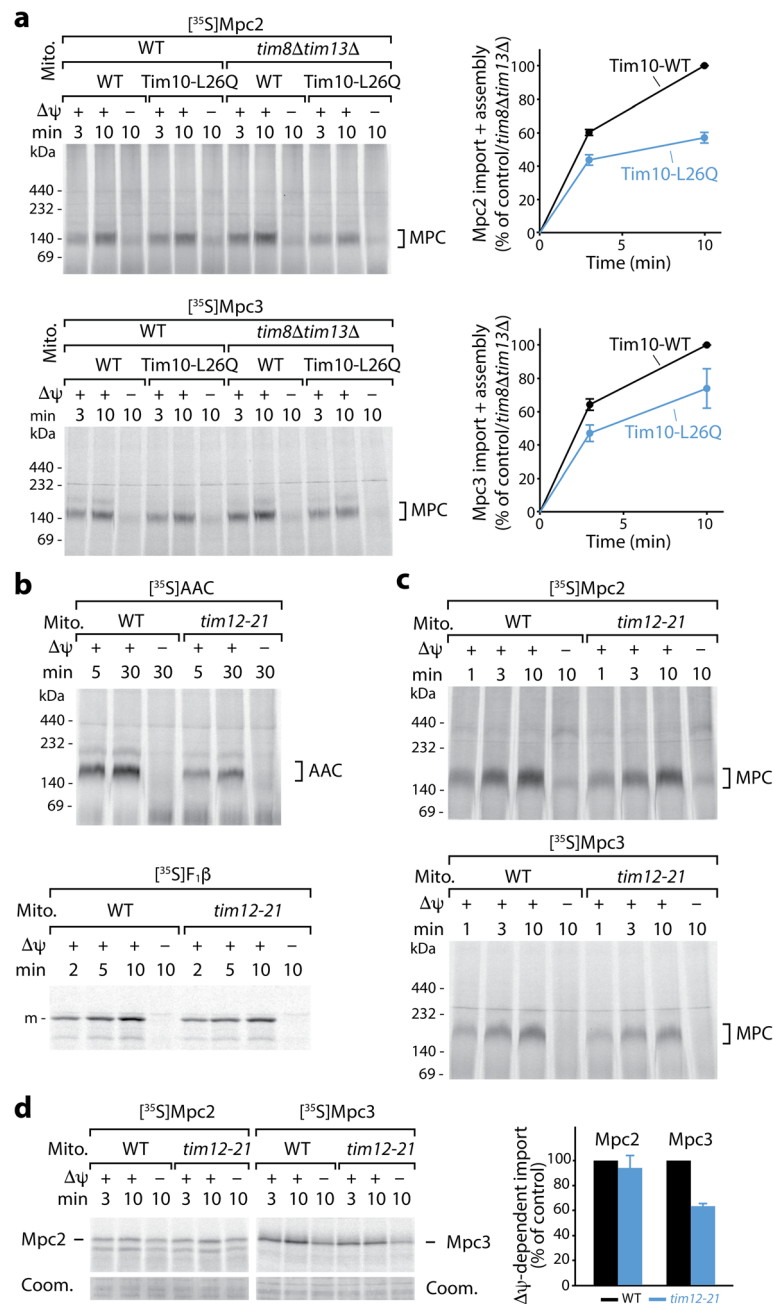 a
[³⁵S]Mpc2
Mito.
WT tim8Δtim13Δ
WT Tim10-L26Q WT Tim10-L26Q
Δψ + + – + + – + + – + + –
min 3 10 10 3 10 10 3 10 10 3 10 10
kDa
440 -
232 -
140 -
69 -
MPC
Mpc2 import + assembly
(% of control/tim8Δtim13Δ)
100
80
60
40
20
0
0 5 10
Time (min)
Tim10-WT
Tim10-L26Q
[³⁵S]Mpc3
Mito.
WT tim8Δtim13Δ
WT Tim10-L26Q WT Tim10-L26Q
Δψ + + – + + – + + – + + –
min 3 10 10 3 10 10 3 10 10 3 10 10
kDa
440 -
232 -
140 -
69 -
MPC
Mpc3 import + assembly
(% of control/tim8Δtim13Δ)
100
80
60
40
20
0
0 5 10
Time (min)
Tim10-WT
Tim10-L26Q
b
[³⁵S]AAC
Mito. WT tim12-21
Δψ + + – + + –
min 5 30 30 5 30 30
kDa
440 -
232 -
140 -
69 -
AAC
[³⁵S]F₁β
Mito. WT tim12-21
Δψ + + + – + + + –
min 2 5 10 10 2 5 10 10
m -
c
[³⁵S]Mpc2
Mito. WT tim12-21
Δψ + + + – + + + –
min 1 3 10 10 1 3 10 10
kDa
440 -
232 -
140 -
69 -
MPC
[³⁵S]Mpc3
Mito. WT tim12-21
Δψ + + + – + + + –
min 1 3 10 10 1 3 10 10
kDa
440 -
232 -
140 -
69 -
MPC
d
[³⁵S]Mpc2 [³⁵S]Mpc3
Mito. WT tim12-21 WT tim12-21
Δψ + + – + + – + + – + + –
min 3 10 10 3 10 10 3 10 10 3 10 10
Mpc2 – – Mpc3
Coom. Coom.
Δψ-dependent import
(% of control)
Mpc2 Mpc3
100
80
60
40
20
0
WT tim12-21